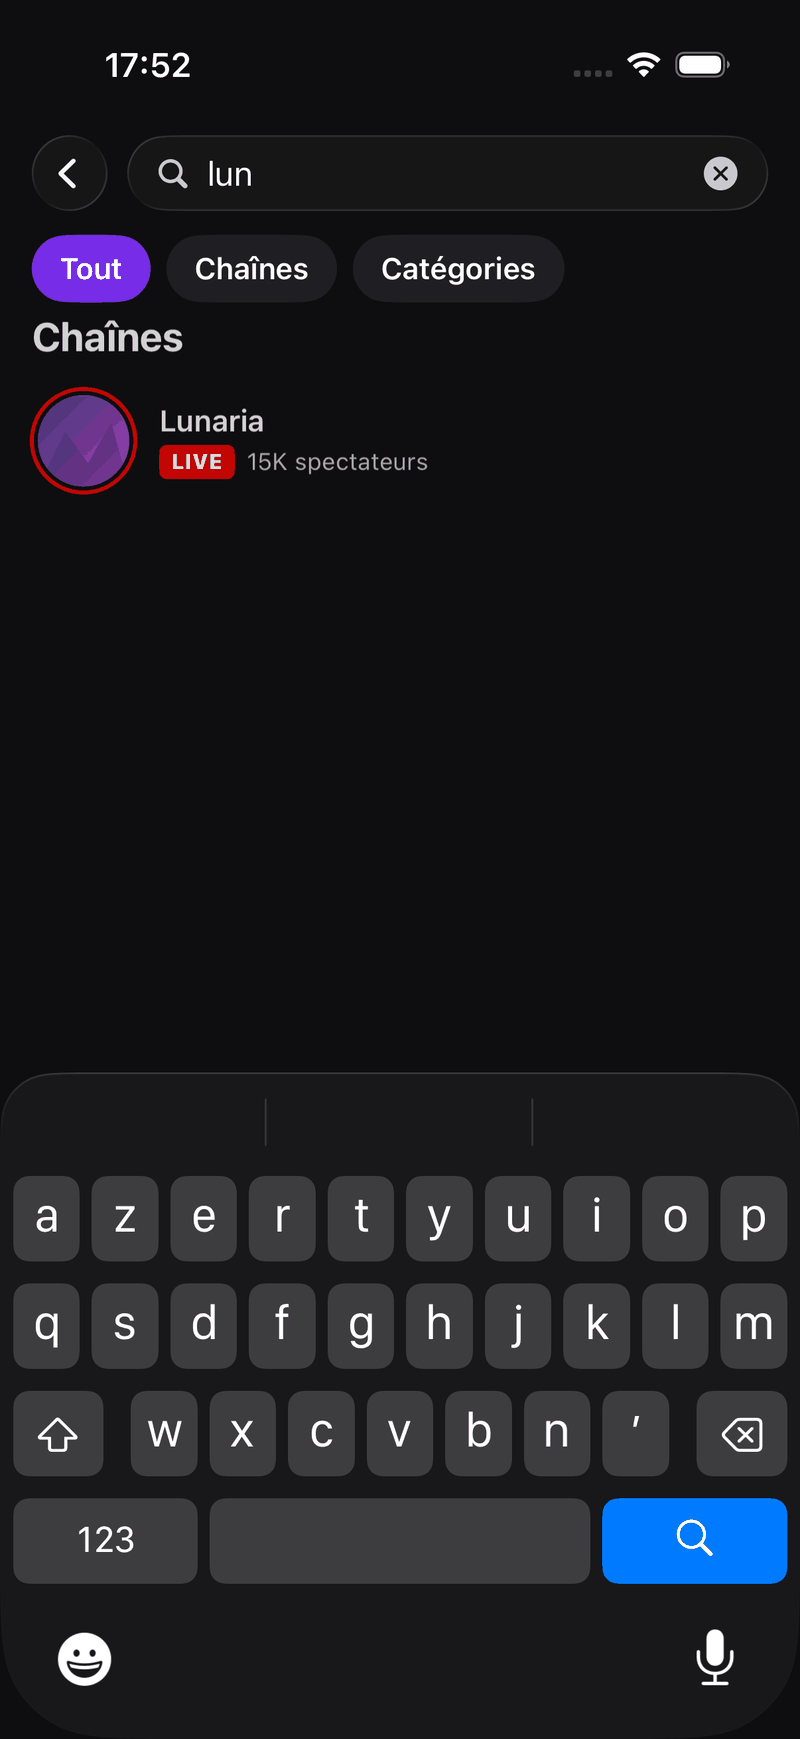 17:52
lun
Tout Chaînes Catégories
Chaînes
Lunaria
LIVE 15K spectateurs
a z e r t y u i o p
q s d f g h j k l m
w x c v b n ′
123